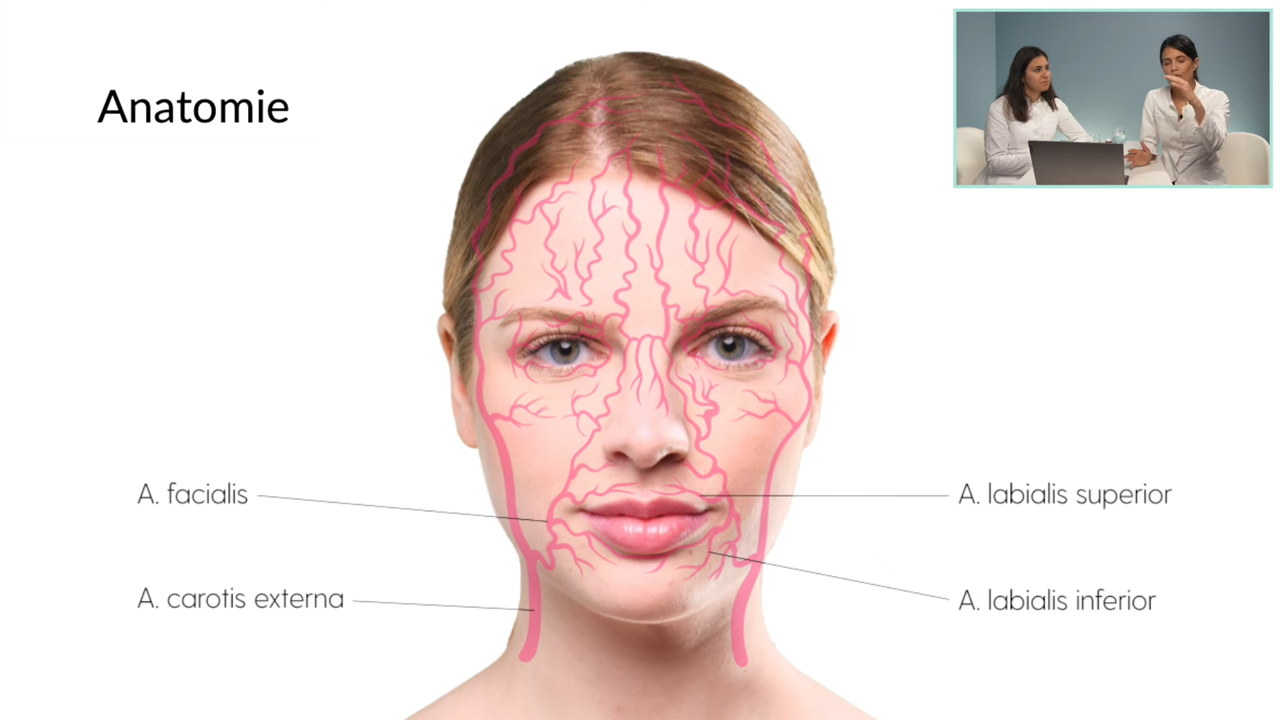 Anatomie
A. facialis
A. labialis superior
A. carotis externa
A. labialis inferior